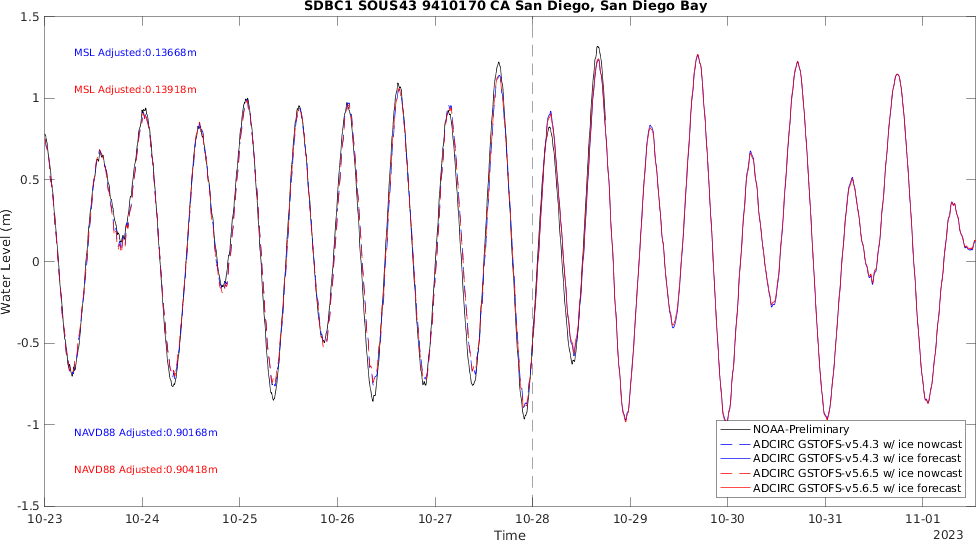 SDBC1 SOUS43 9410170 CA San Diego, San Diego Bay
1.5
1
0.5
0
-0.5
-1
-1.5
Water Level (m)
MSL Adjusted:0.13668m
MSL Adjusted:0.13918m
NAVD88 Adjusted:0.90168m
NAVD88 Adjusted:0.90418m
NOAA-Preliminary
ADCIRC GSTOFS-v5.4.3 w/ ice nowcast
ADCIRC GSTOFS-v5.4.3 w/ ice forecast
ADCIRC GSTOFS-v5.6.5 w/ ice nowcast
ADCIRC GSTOFS-v5.6.5 w/ ice forecast
10-23 10-24 10-25 10-26 10-27 10-28 10-29 10-30 10-31 11-01
Time
2023